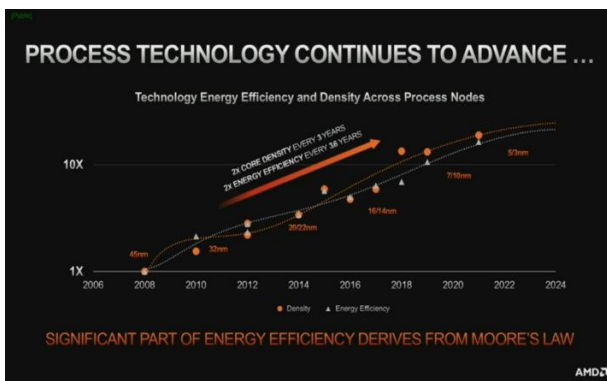 PROCESS TECHNOLOGY CONTINUES TO ADVANCE ...
Technology Energy Efficiency and Density Across Process Nodes
2x CORE DENSITY EVERY 3 YEARS
2x ENERGY EFFICIENCY EVERY 3.6 YEARS
10X
5/3nm
7/10nm
16/14nm
20/22nm
45nm
32nm
1X
2006 2008 2010 2012 2014 2016 2018 2020 2022 2024
Density Energy Efficiency
SIGNIFICANT PART OF ENERGY EFFICIENCY DERIVES FROM MOORE'S LAW
AMD